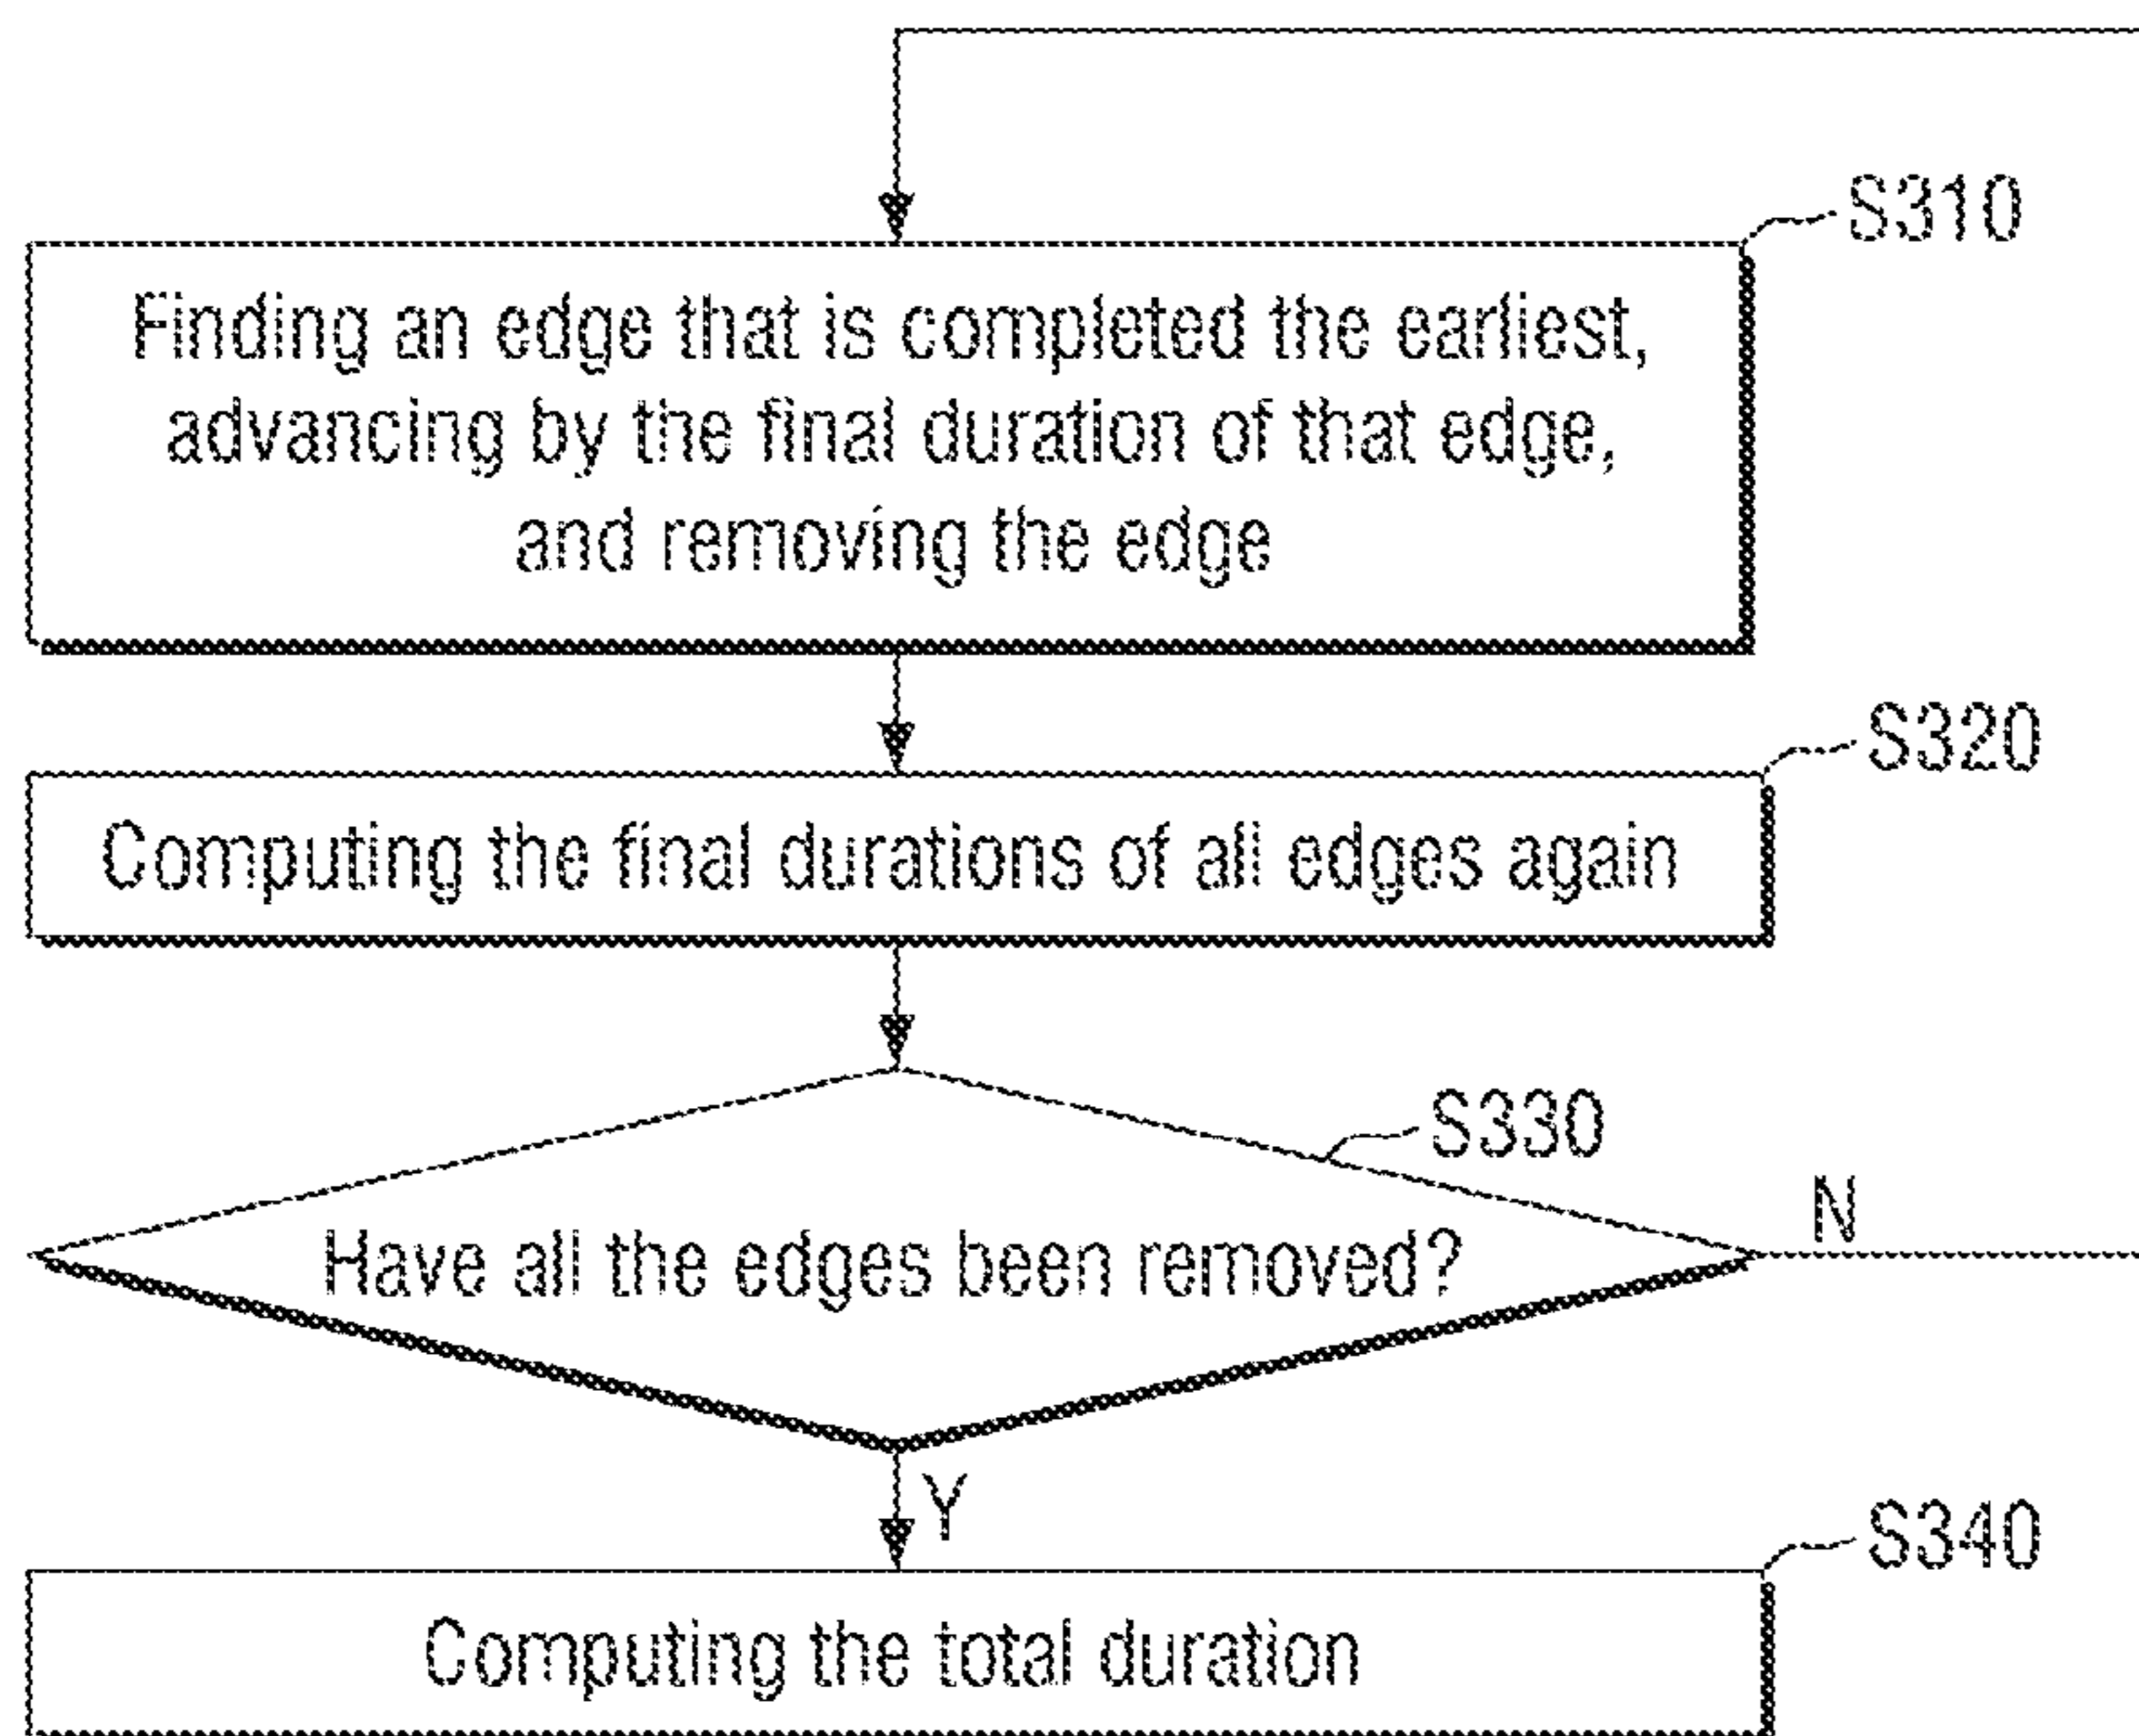 S310
Finding an edge that is completed the earliest,
advancing by the final duration of that edge,
and removing the edge
S320
Computing the final durations of all edges again
S330
N
Have all the edges been removed?
Y
S340
Computing the total duration